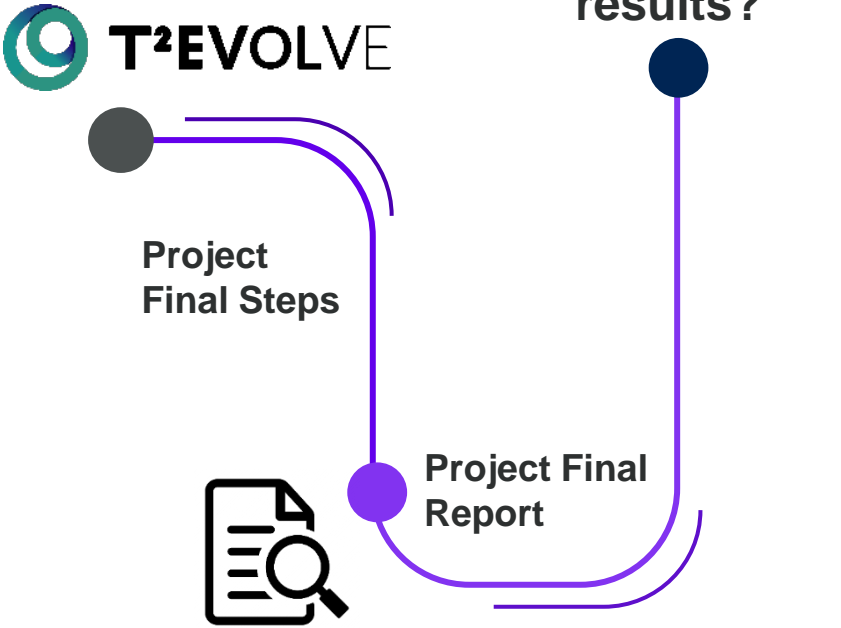 T²EVOLVE
results?
Project
Final Steps
Project Final
Report